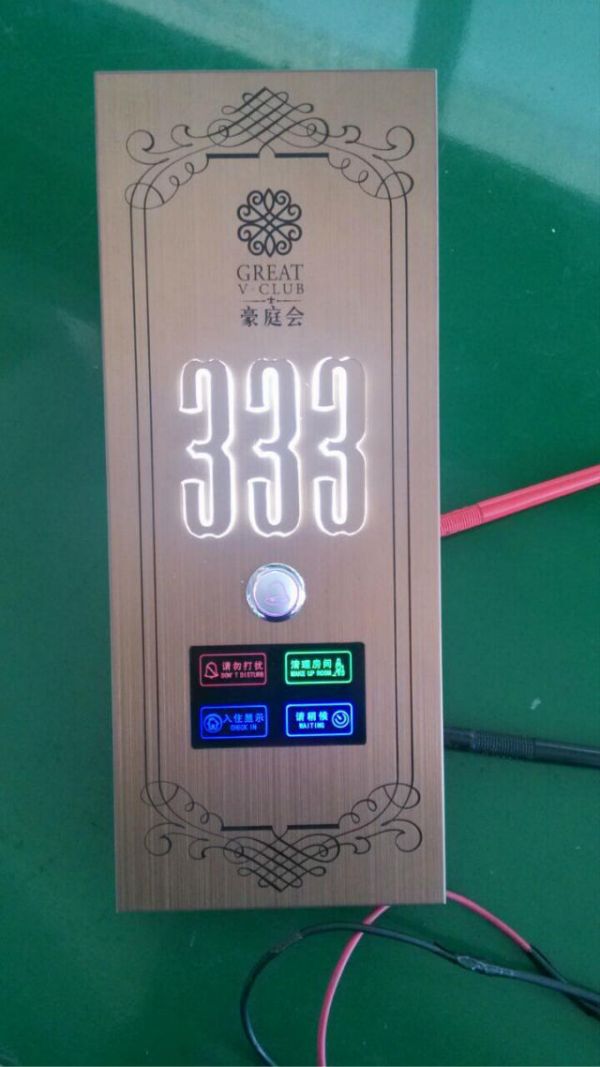 GREAT
V·CLUB
豪庭会
333
请勿打扰
DON'T DISTURB
清理房间
MAKE UP ROOM
入住显示
CHECK IN
请稍候
WAITING